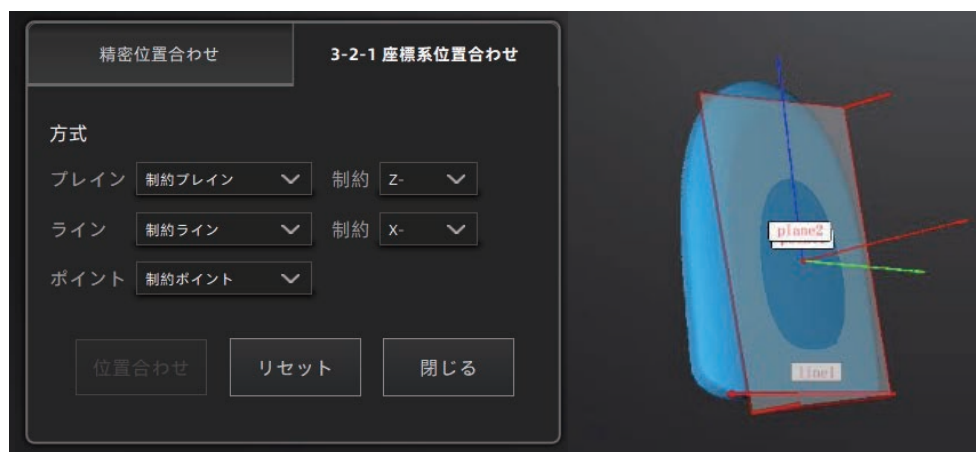 精密位置合わせ
3-2-1 座標系位置合わせ
方式
プレイン 制約プレイン 制約 Z-
ライン 制約ライン 制約 X-
ポイント 制約ポイント
位置合わせ リセット 閉じる
plane2
line1